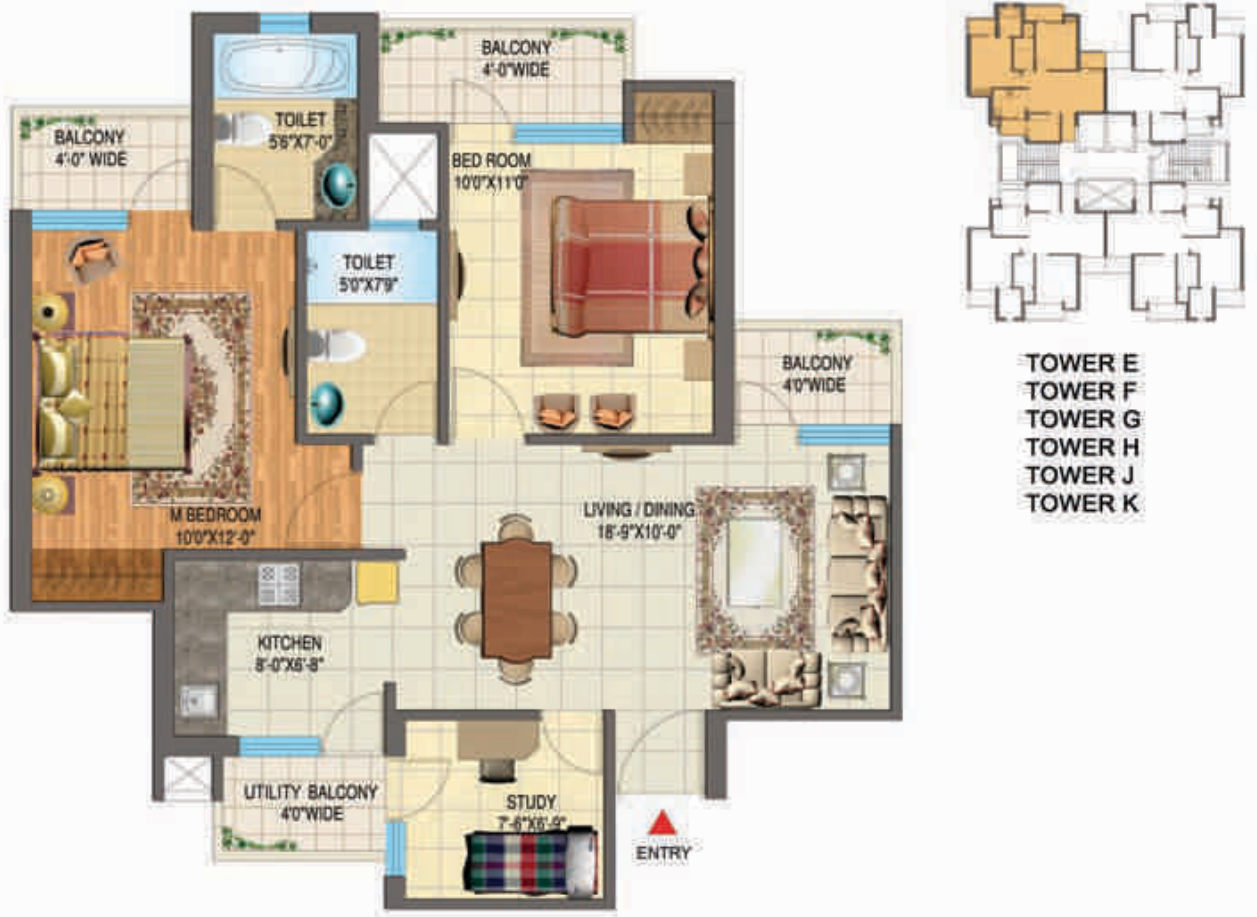 BALCONY
4'-0"WIDE
TOILET
5'6"X7'-0"
BALCONY
4'-0" WIDE
BED ROOM
10'0"X11'0"
TOILET
5'0"X7'9"
BALCONY
4'0"WIDE
TOWER E
TOWER F
TOWER G
TOWER H
TOWER J
TOWER K
M BEDROOM
10'0"X12'-0"
LIVING / DINING
18'-9"X10'-0"
KITCHEN
8'-0"X6'-8"
UTILITY BALCONY
4'0"WIDE
STUDY
7'-6"X6'-9"
ENTRY